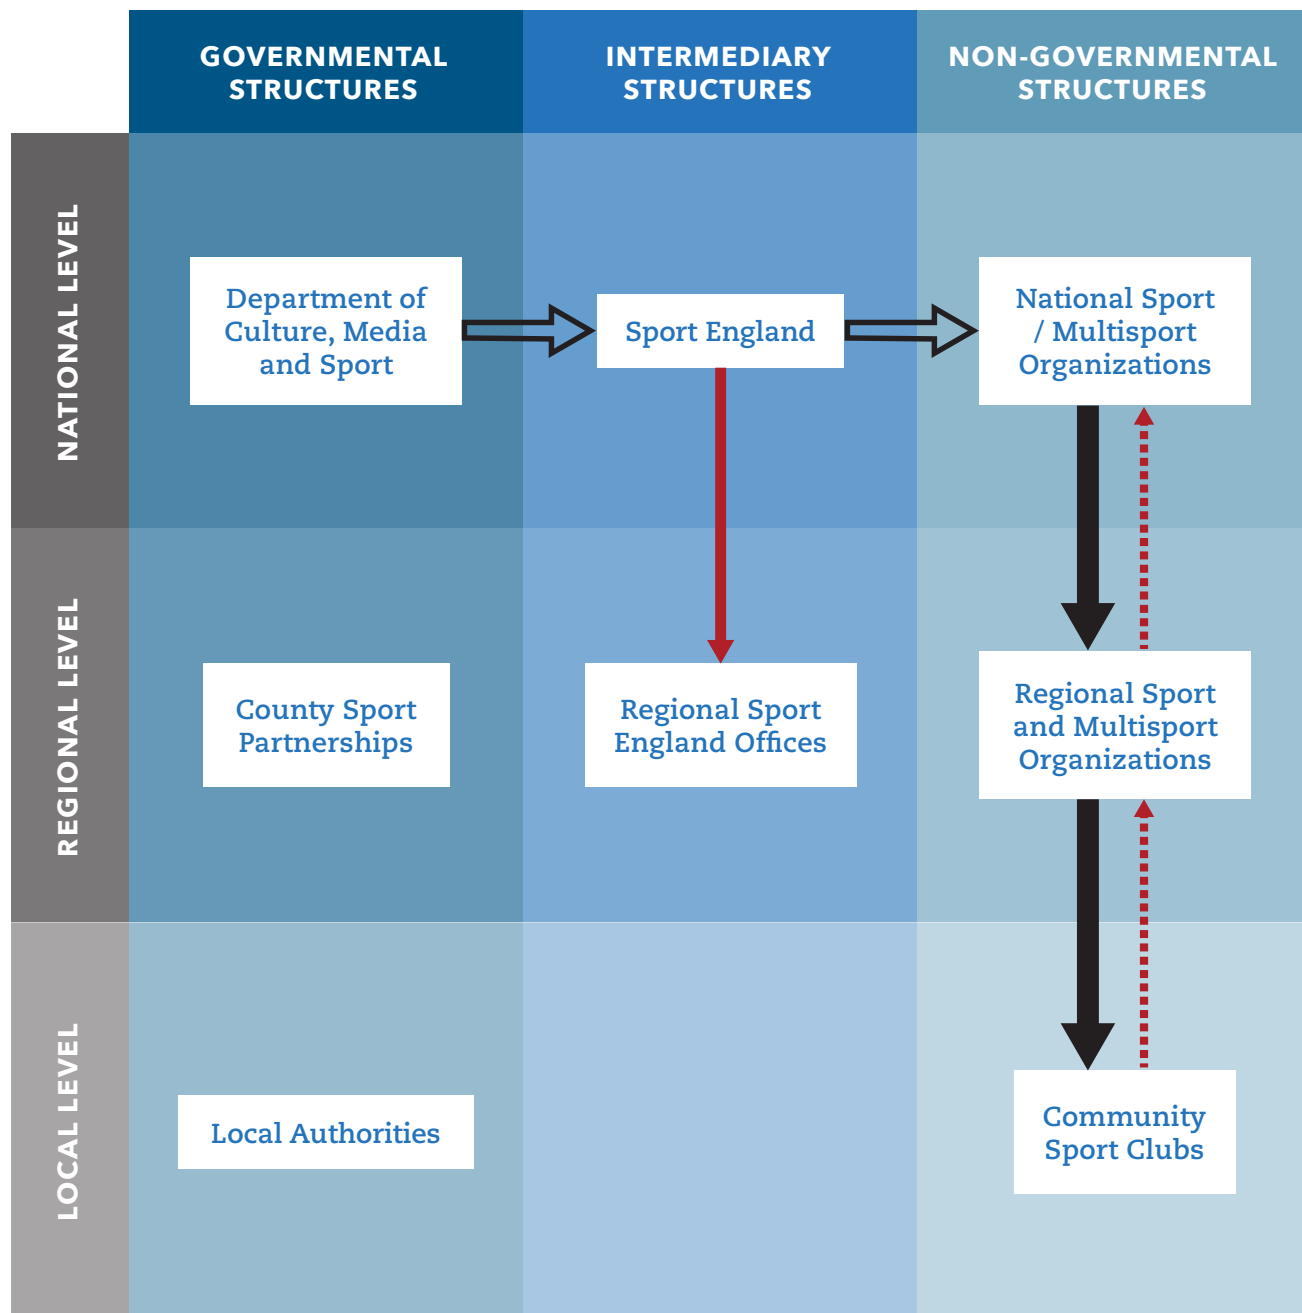 GOVERNMENTAL
STRUCTURES
INTERMEDIARY
STRUCTURES
NON-GOVERNMENTAL
STRUCTURES
NATIONAL LEVEL
Department of
Culture, Media
and Sport
Sport England
National Sport
/ Multisport
Organizations
REGIONAL LEVEL
County Sport
Partnerships
Regional Sport
England Offices
Regional Sport
and Multisport
Organizations
LOCAL LEVEL
Local Authorities
Community
Sport Clubs